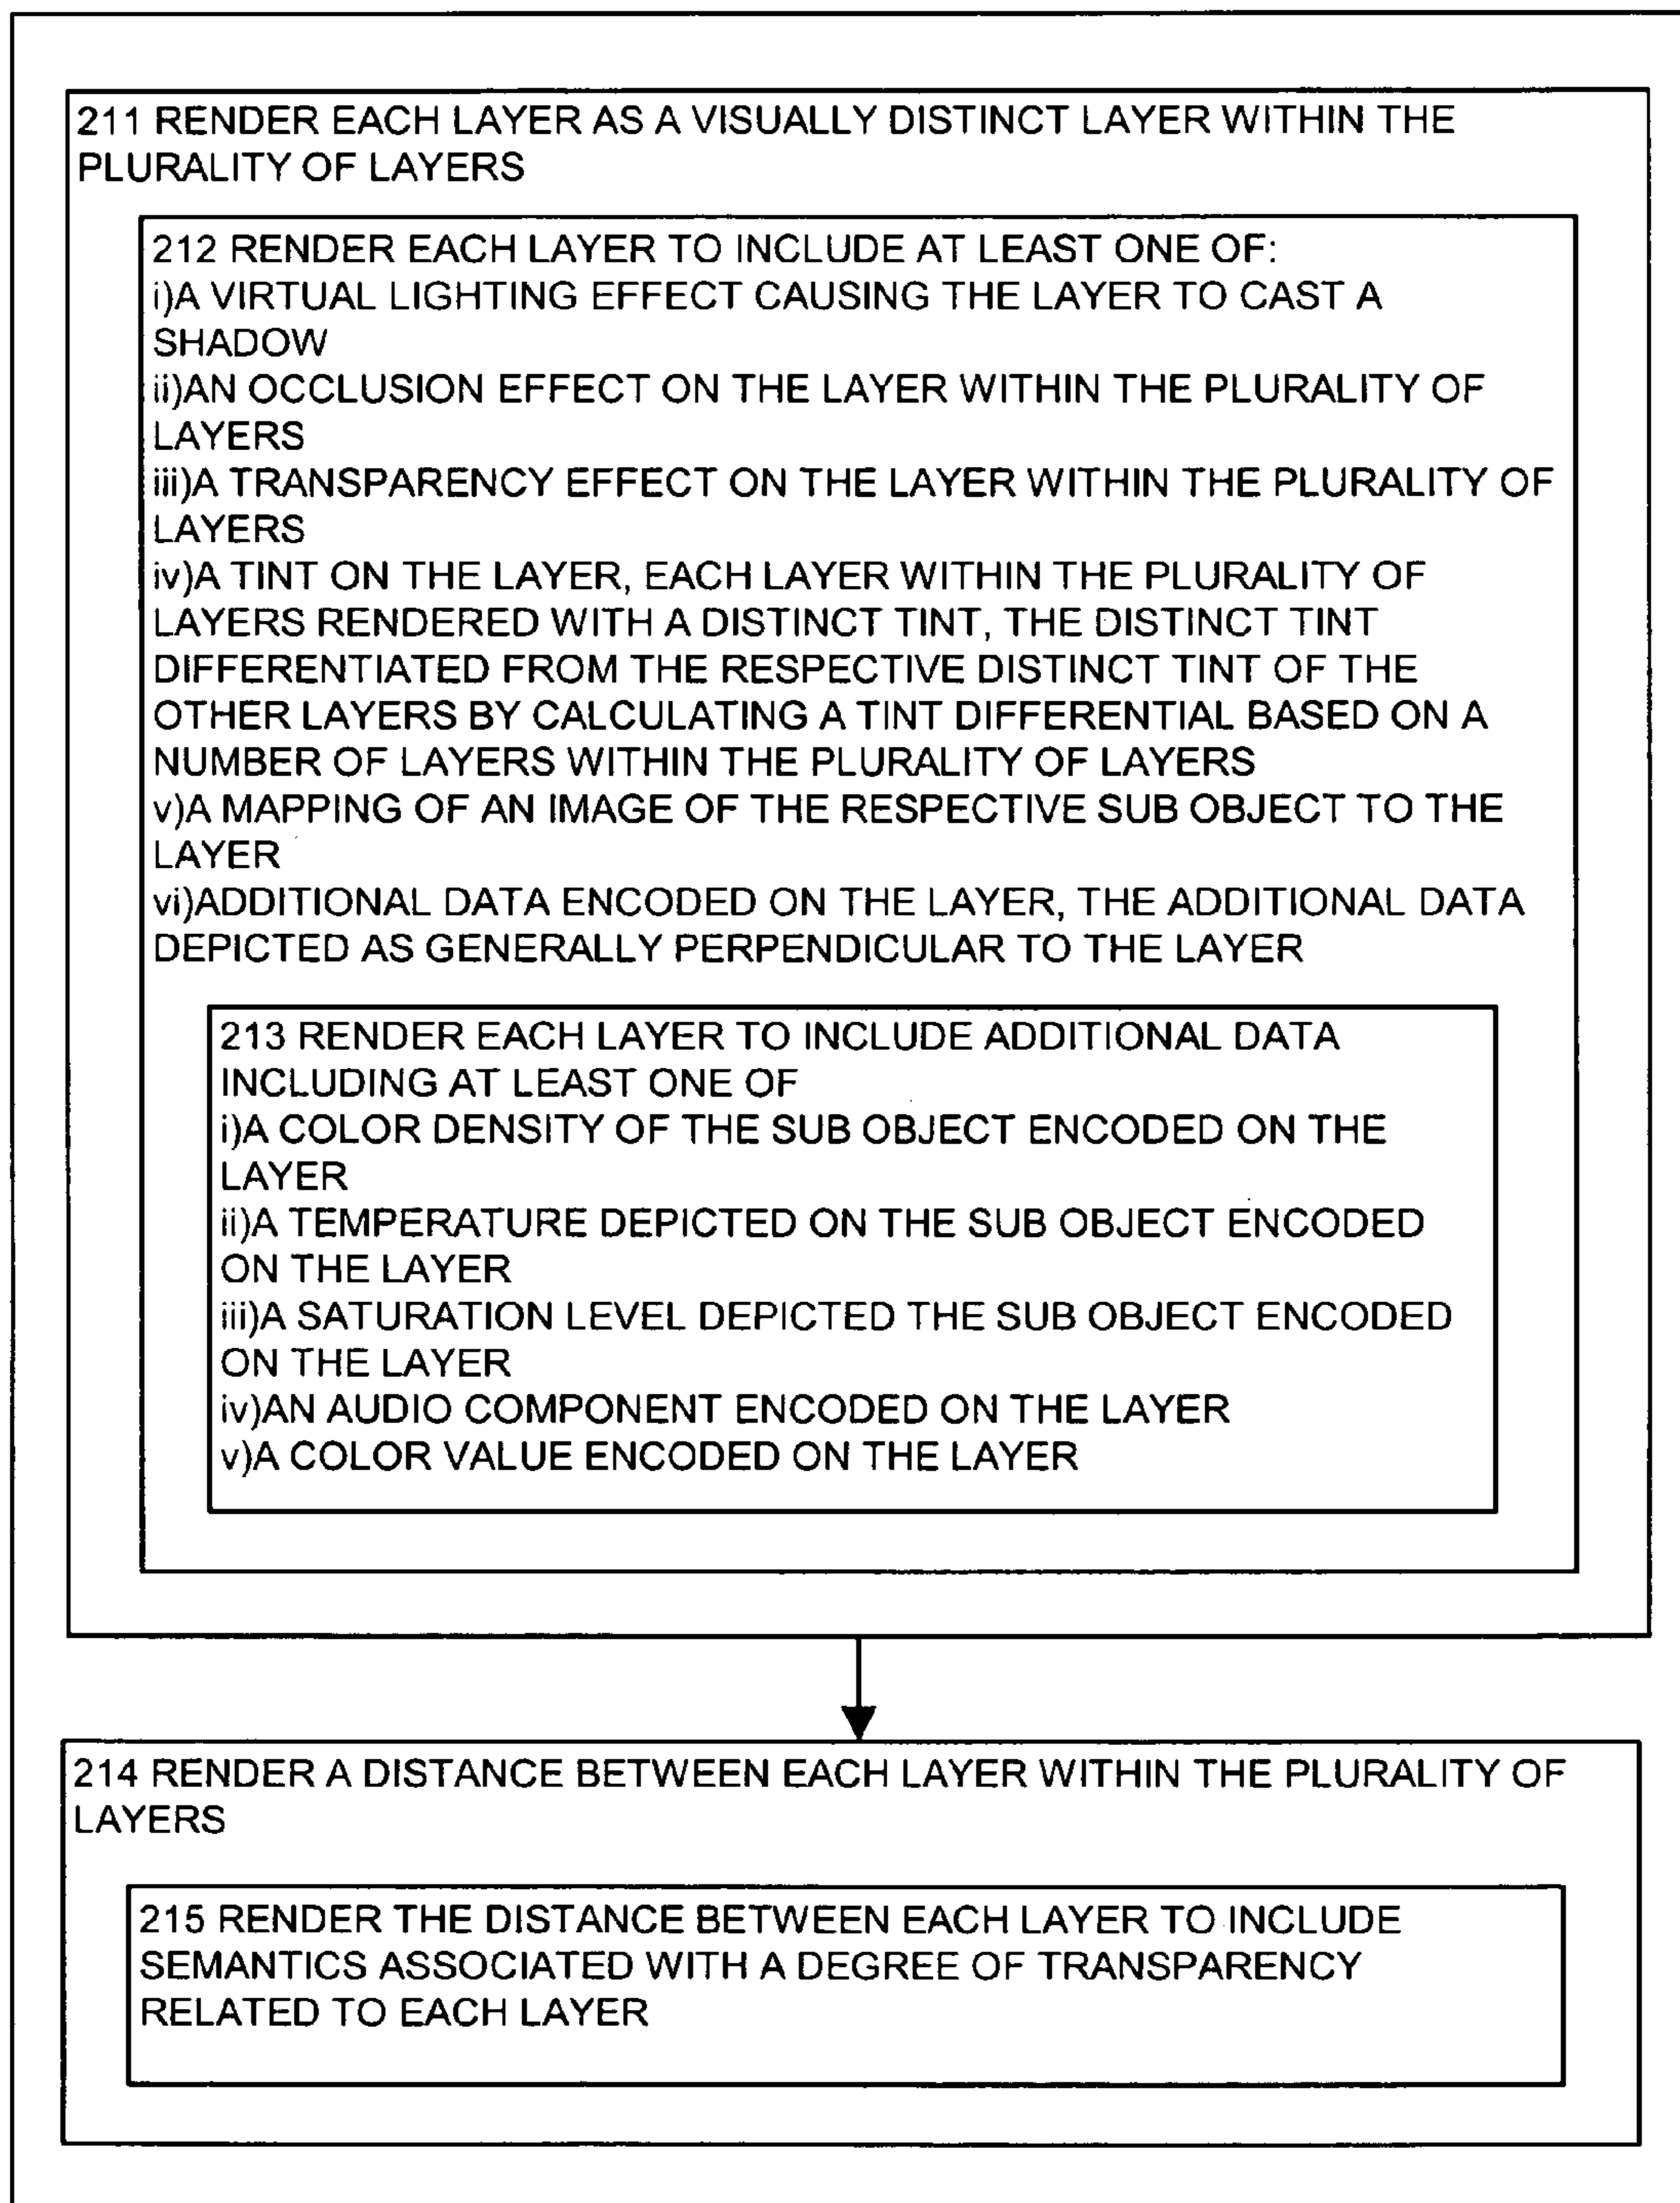 211 RENDER EACH LAYER AS A VISUALLY DISTINCT LAYER WITHIN THE
PLURALITY OF LAYERS
212 RENDER EACH LAYER TO INCLUDE AT LEAST ONE OF:
i)A VIRTUAL LIGHTING EFFECT CAUSING THE LAYER TO CAST A
SHADOW
ii)AN OCCLUSION EFFECT ON THE LAYER WITHIN THE PLURALITY OF
LAYERS
iii)A TRANSPARENCY EFFECT ON THE LAYER WITHIN THE PLURALITY OF
LAYERS
iv)A TINT ON THE LAYER, EACH LAYER WITHIN THE PLURALITY OF
LAYERS RENDERED WITH A DISTINCT TINT, THE DISTINCT TINT
DIFFERENTIATED FROM THE RESPECTIVE DISTINCT TINT OF THE
OTHER LAYERS BY CALCULATING A TINT DIFFERENTIAL BASED ON A
NUMBER OF LAYERS WITHIN THE PLURALITY OF LAYERS
v)A MAPPING OF AN IMAGE OF THE RESPECTIVE SUB OBJECT TO THE
LAYER
vi)ADDITIONAL DATA ENCODED ON THE LAYER, THE ADDITIONAL DATA
DEPICTED AS GENERALLY PERPENDICULAR TO THE LAYER
213 RENDER EACH LAYER TO INCLUDE ADDITIONAL DATA
INCLUDING AT LEAST ONE OF
i)A COLOR DENSITY OF THE SUB OBJECT ENCODED ON THE
LAYER
ii)A TEMPERATURE DEPICTED ON THE SUB OBJECT ENCODED
ON THE LAYER
iii)A SATURATION LEVEL DEPICTED THE SUB OBJECT ENCODED
ON THE LAYER
iv)AN AUDIO COMPONENT ENCODED ON THE LAYER
v)A COLOR VALUE ENCODED ON THE LAYER
214 RENDER A DISTANCE BETWEEN EACH LAYER WITHIN THE PLURALITY OF
LAYERS
215 RENDER THE DISTANCE BETWEEN EACH LAYER TO INCLUDE
SEMANTICS ASSOCIATED WITH A DEGREE OF TRANSPARENCY
RELATED TO EACH LAYER